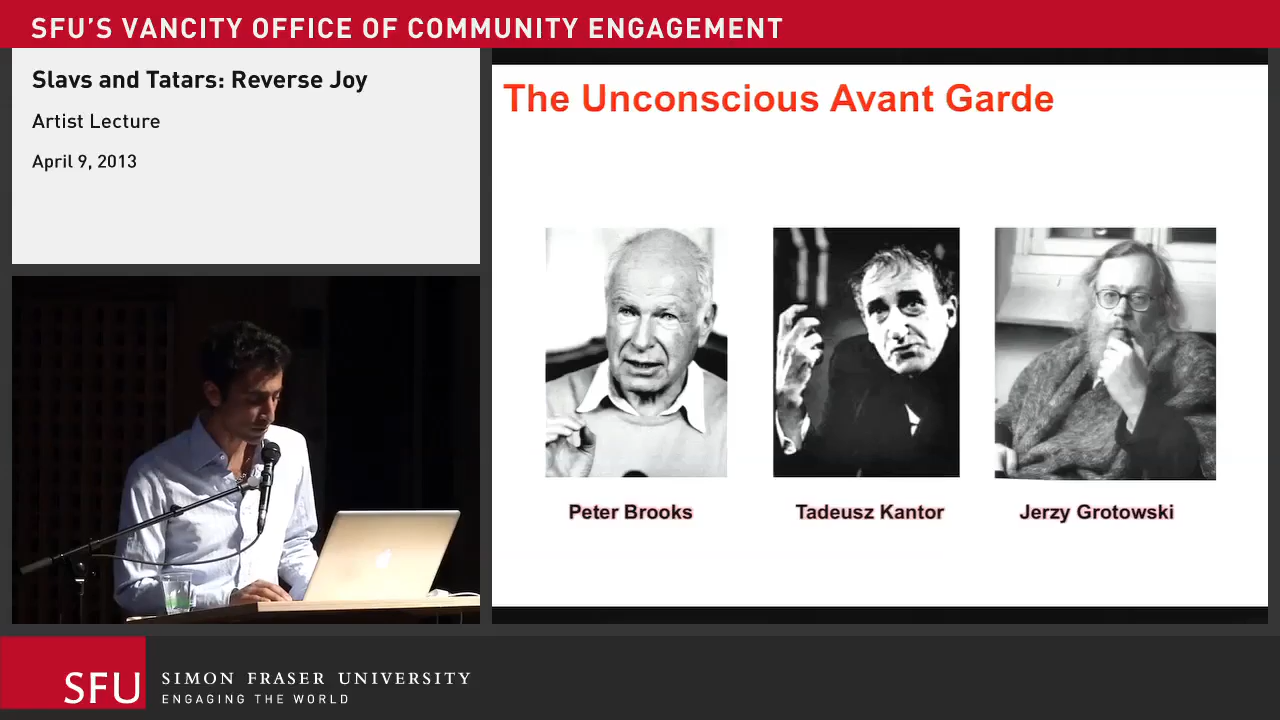 SFU'S VANCITY OFFICE OF COMMUNITY ENGAGEMENT
Slavs and Tatars: Reverse Joy
Artist Lecture
April 9, 2013
The Unconscious Avant Garde
Peter Brooks
Tadeusz Kantor
Jerzy Grotowski
SFU
SIMON FRASER UNIVERSITY
ENGAGING THE WORLD